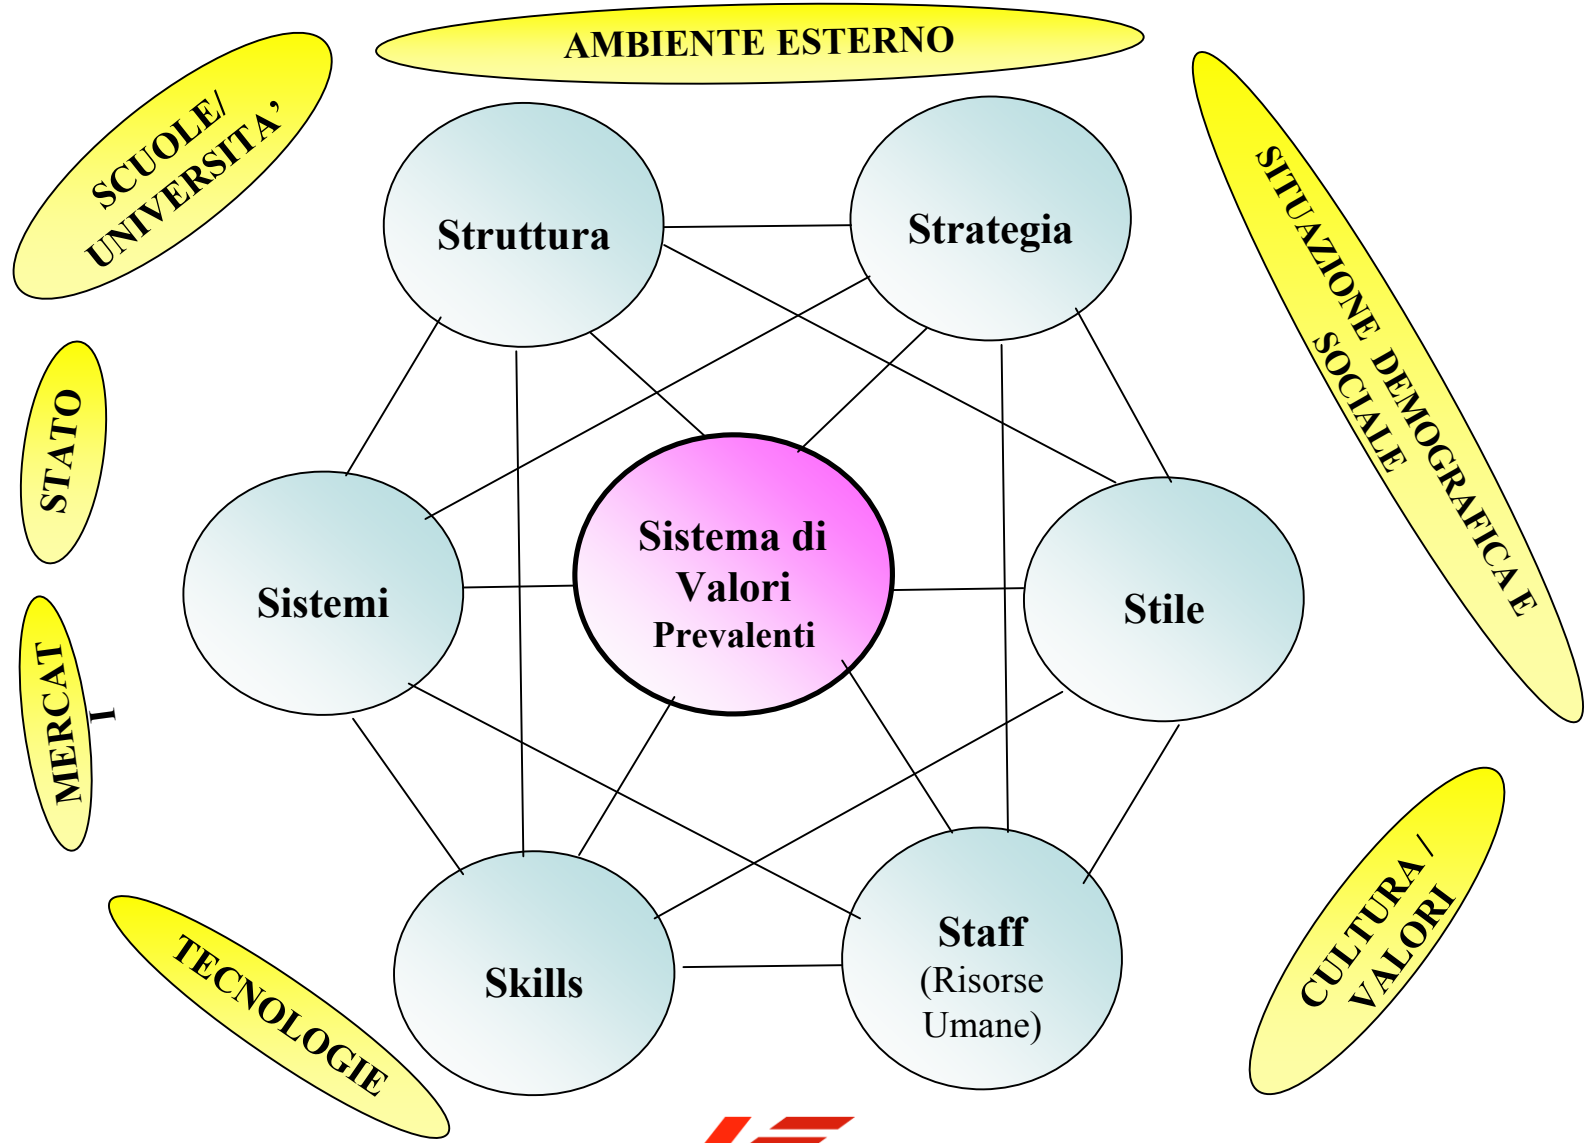 AMBIENTE ESTERNO
SCUOLE/
UNIVERSITA’
SITUAZIONE DEMOGRAFICA E
SOCIALE
Struttura
Strategia
STATO
Sistema di
Valori
Prevalenti
Sistemi
Stile
MERCAT
I
CULTURA /
VALORI
TECNOLOGIE
Skills
Staff
(Risorse
Umane)